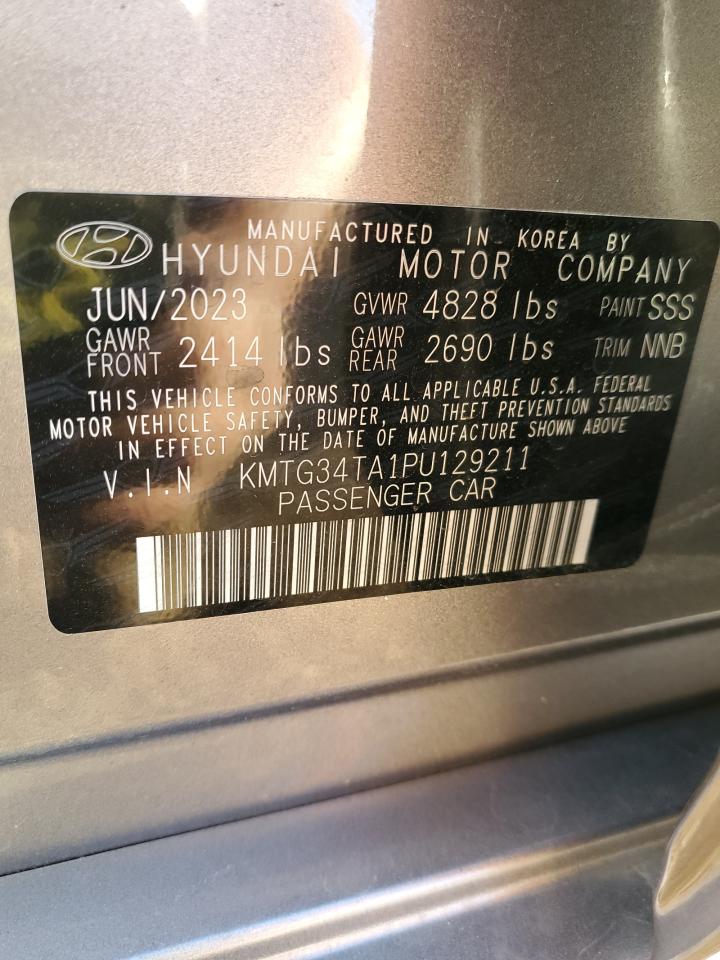 MANUFACTURED IN KOREA BY
HYUNDAI MOTOR COMPANY
JUN/2023 GVWR 4828 lbs PAINT SSS
GAWR FRONT 2414 lbs GAWR REAR 2690 lbs TRIM NNB
THIS VEHICLE CONFORMS TO ALL APPLICABLE U.S.A. FEDERAL
MOTOR VEHICLE SAFETY, BUMPER, AND THEFT PREVENTION STANDARDS
IN EFFECT ON THE DATE OF MANUFACTURE SHOWN ABOVE
V.I.N KMTG34TA1PU129211
PASSENGER CAR